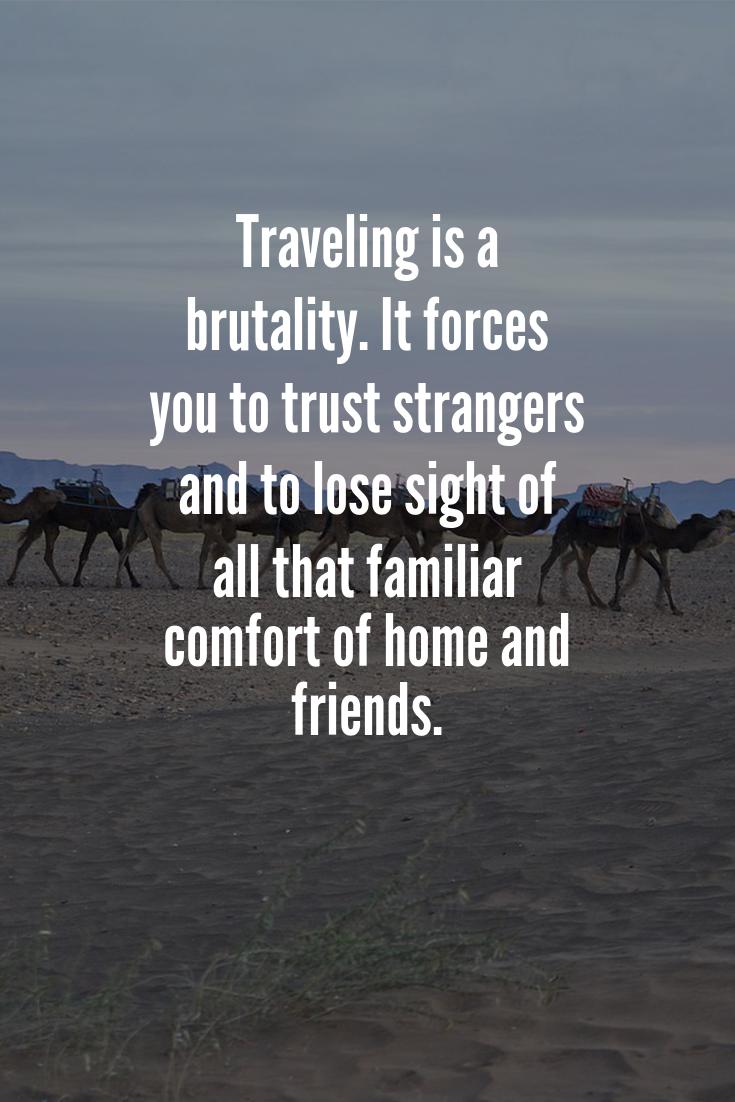 Traveling is a
brutality. It forces
you to trust strangers
and to lose sight of
all that familiar
comfort of home and
friends.